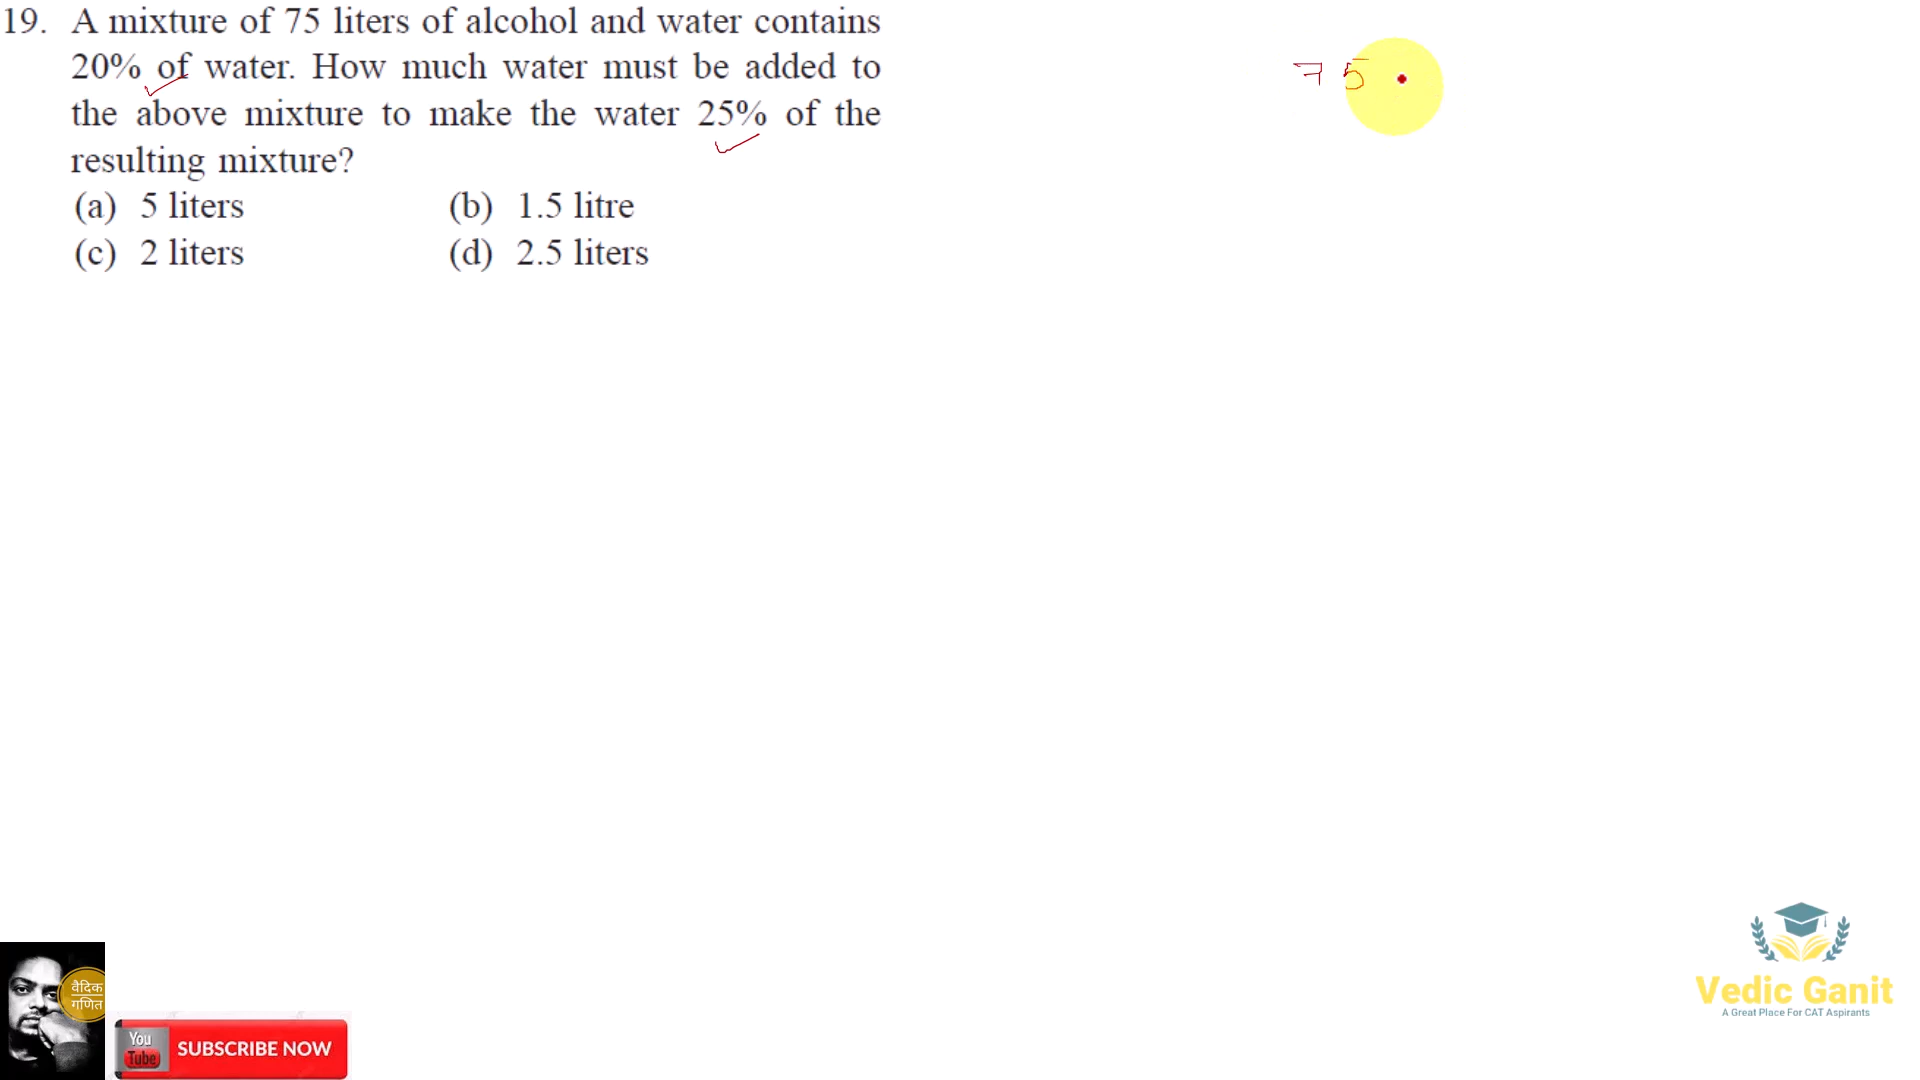 19. A mixture of 75 liters of alcohol and water contains
20% of water. How much water must be added to
the above mixture to make the water 25% of the
resulting mixture?
(a) 5 liters (b) 1.5 litre
(c) 2 liters (d) 2.5 liters
75
वैदिक
गणित
You
Tube
SUBSCRIBE NOW
Vedic Ganit
A Great Place For CAT Aspirants